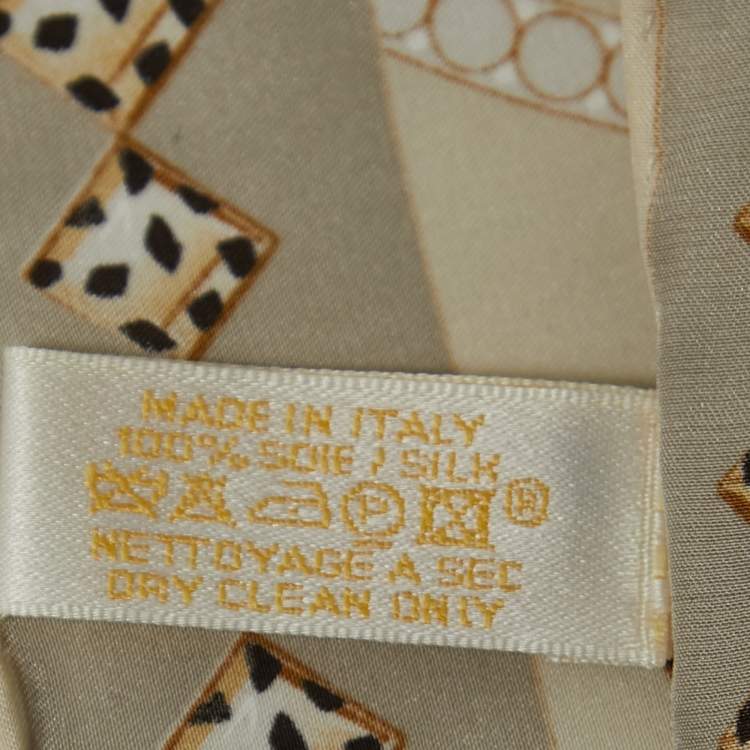 MADE IN ITALY
100% SOIE / SILK
P ®
NETTOYAGE A SEC
DRY CLEAN ONLY